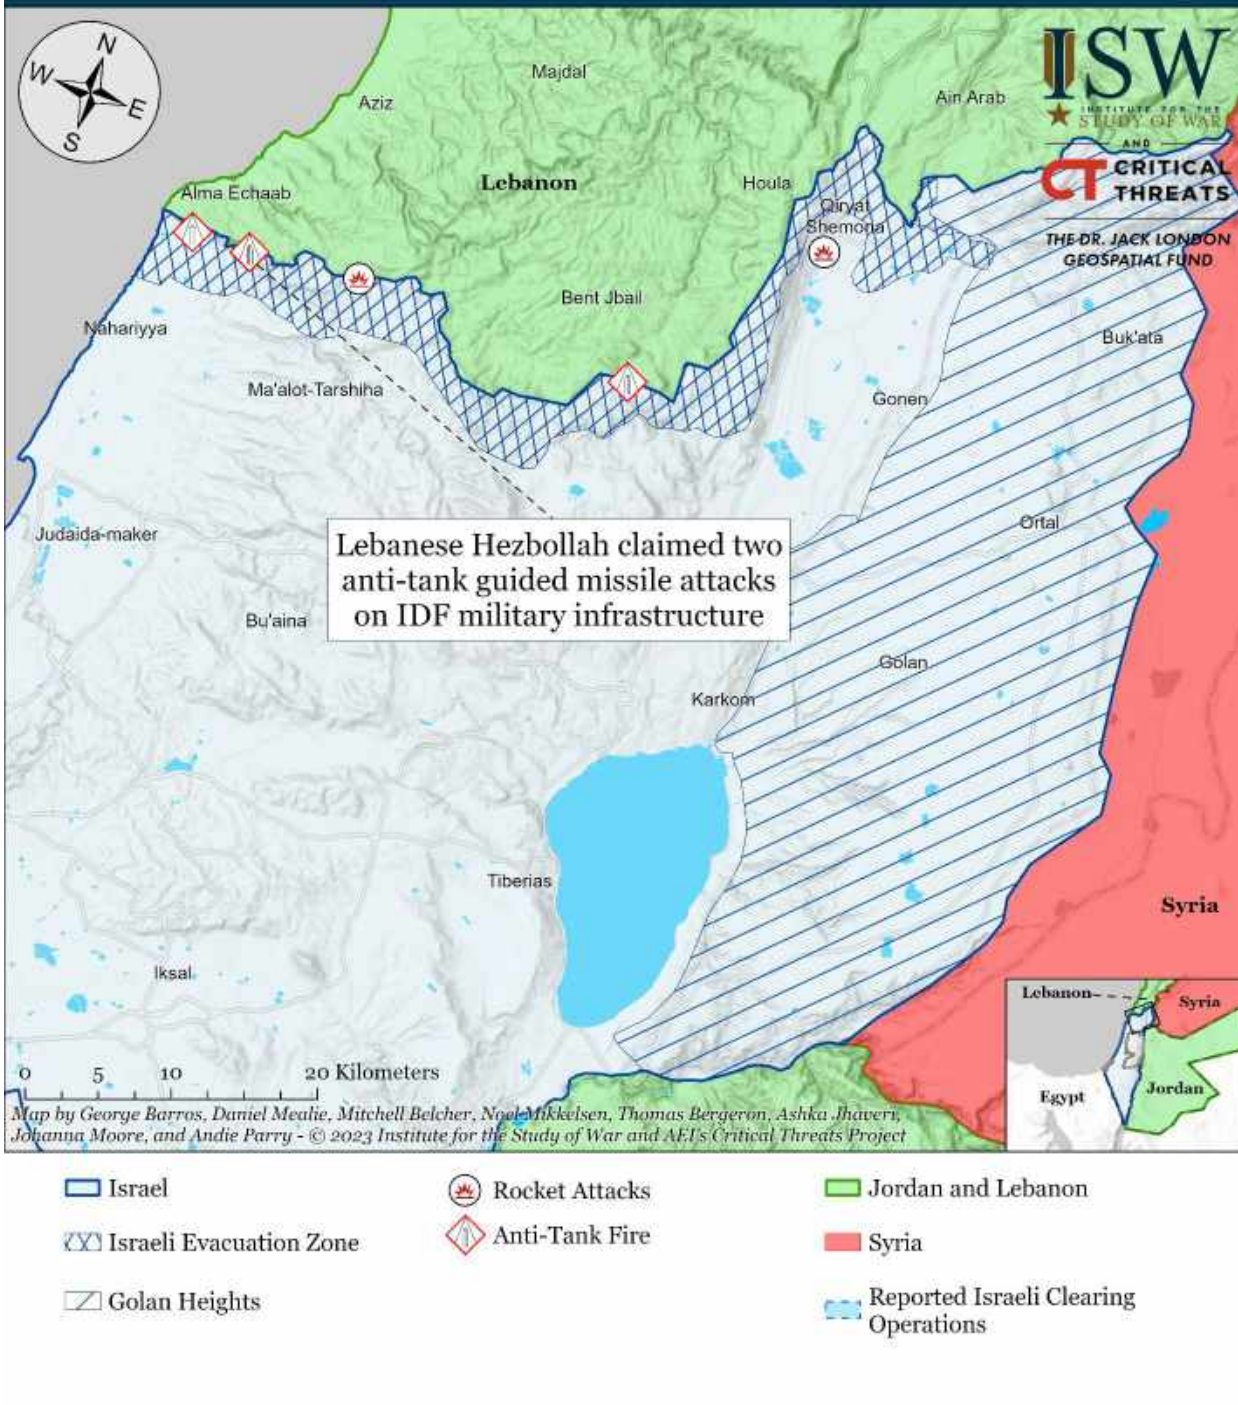 N
W
E
S
ISW
INSTITUTE FOR THE
STUDY OF WAR
AND
CT CRITICAL
THREATS
THE DR. JACK LONDON
GEOSPATIAL FUND
Majdal
Aziz
Ain Arab
Lebanon
Houla
Alma Echaab
Qiryat
Shemona
Bent Jbail
Nahariyya
Buk'ata
Ma'alot-Tarshiha
Gonen
Ortal
Judaida-maker
Lebanese Hezbollah claimed two
anti-tank guided missile attacks
on IDF military infrastructure
Bu'aina
Golan
Karkom
Tiberias
Syria
Iksal
Lebanon
Syria
Egypt
Jordan
0 5 10 20 Kilometers
Map by George Barros, Daniel Mealie, Mitchell Belcher, Noel Mikkelsen, Thomas Bergeron, Ashka Jhaveri,
Johanna Moore, and Andie Parry - © 2023 Institute for the Study of War and AEI's Critical Threats Project
Israel
Israeli Evacuation Zone
Golan Heights
Rocket Attacks
Anti-Tank Fire
Jordan and Lebanon
Syria
Reported Israeli Clearing
Operations